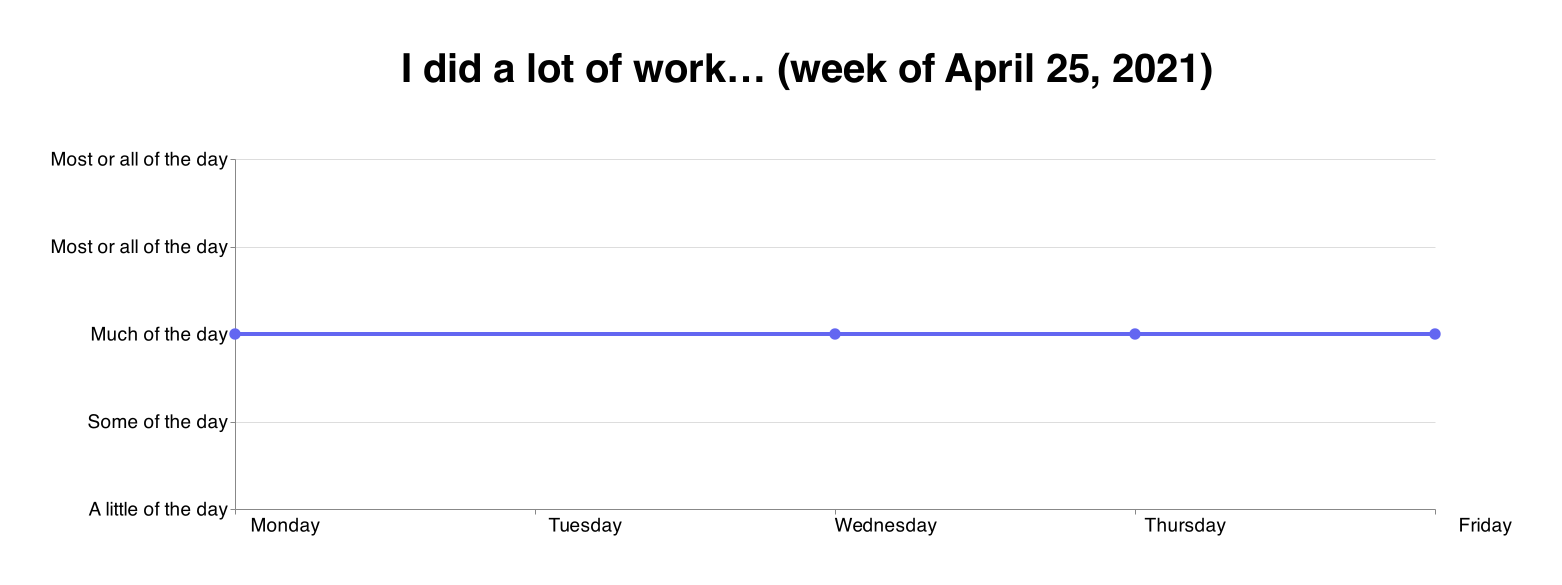 I did a lot of work… (week of April 25, 2021)
Most or all of the day
Most or all of the day
Much of the day
Some of the day
A little of the day
Monday Tuesday Wednesday Thursday Friday